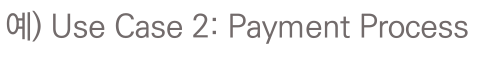 예) Use Case 2: Payment Process